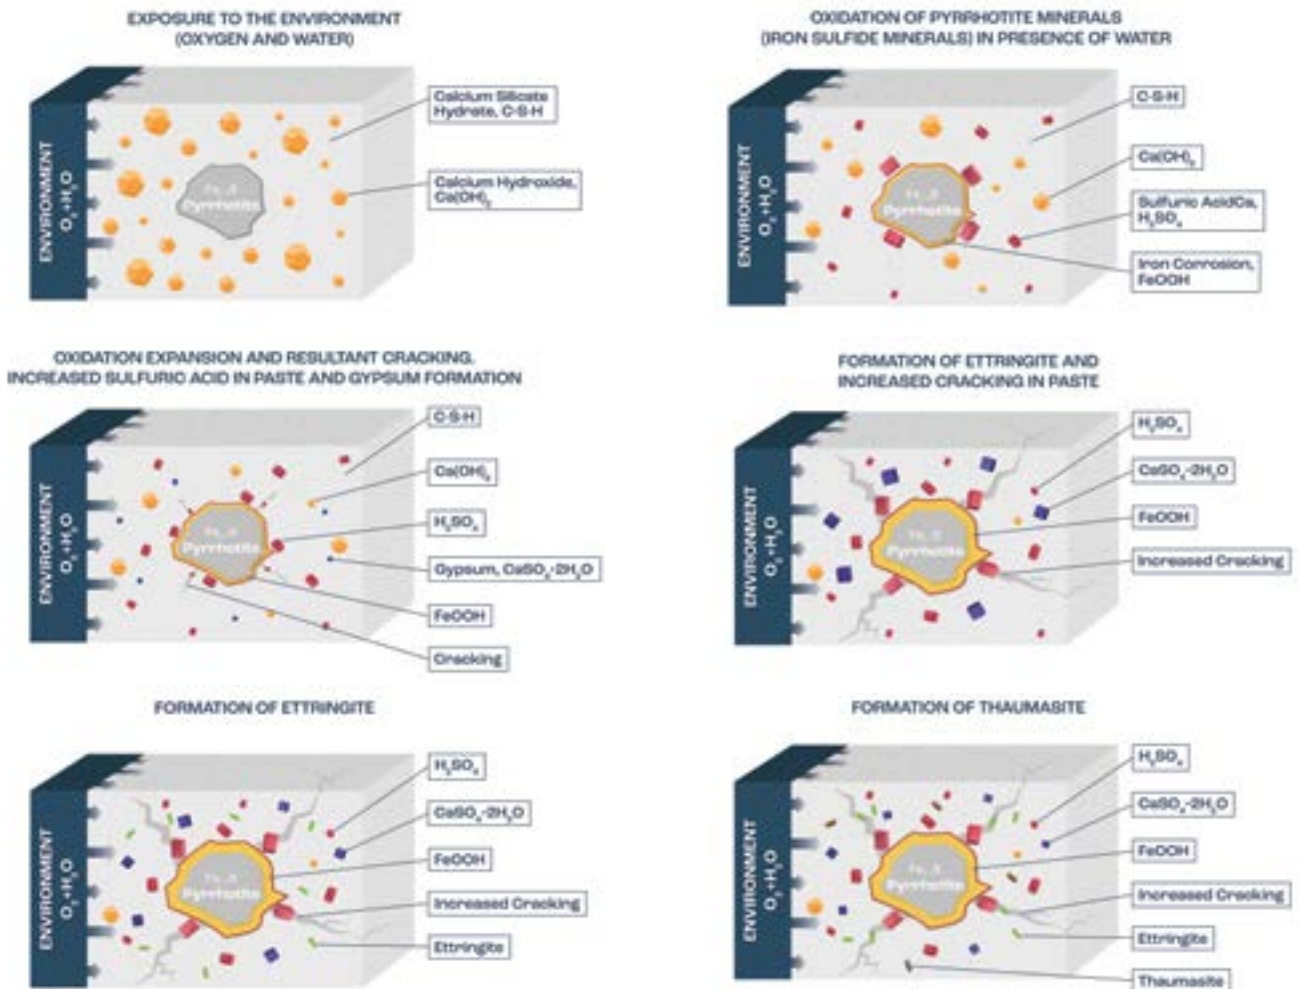 EXPOSURE TO THE ENVIRONMENT
(OXYGEN AND WATER)
ENVIRONMENT
O₂+H₂O
Pyrrhotite
Calcium Silicate
Hydrate, C-S-H
Calcium Hydroxide,
Ca(OH)₂
OXIDATION OF PYRRHOTITE MINERALS
(IRON SULFIDE MINERALS) IN PRESENCE OF WATER
ENVIRONMENT
O₂+H₂O
Pyrrhotite
C-S-H
Ca(OH)₂
Sulfuric AcidCa,
H₂SO₄
Iron Corrosion,
FeOOH
OXIDATION EXPANSION AND RESULTANT CRACKING.
INCREASED SULFURIC ACID IN PASTE AND GYPSUM FORMATION
ENVIRONMENT
O₂+H₂O
Pyrrhotite
C-S-H
Ca(OH)₂
H₂SO₄
Gypsum, CaSO₄·2H₂O
FeOOH
Cracking
FORMATION OF ETTRINGITE AND
INCREASED CRACKING IN PASTE
ENVIRONMENT
O₂+H₂O
Pyrrhotite
H₂SO₄
CaSO₄·2H₂O
FeOOH
Increased Cracking
FORMATION OF ETTRINGITE
ENVIRONMENT
O₂+H₂O
Pyrrhotite
H₂SO₄
CaSO₄·2H₂O
FeOOH
Increased Cracking
Ettringite
FORMATION OF THAUMASITE
ENVIRONMENT
O₂+H₂O
Pyrrhotite
H₂SO₄
CaSO₄·2H₂O
FeOOH
Increased Cracking
Ettringite
Thaumasite